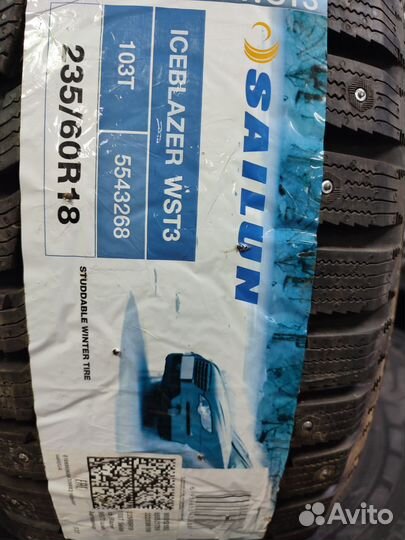 SAILUN
ICEBLAZER WST3
103T
5543268
235/60R18
STUDDABLE WINTER TIRE
Avito